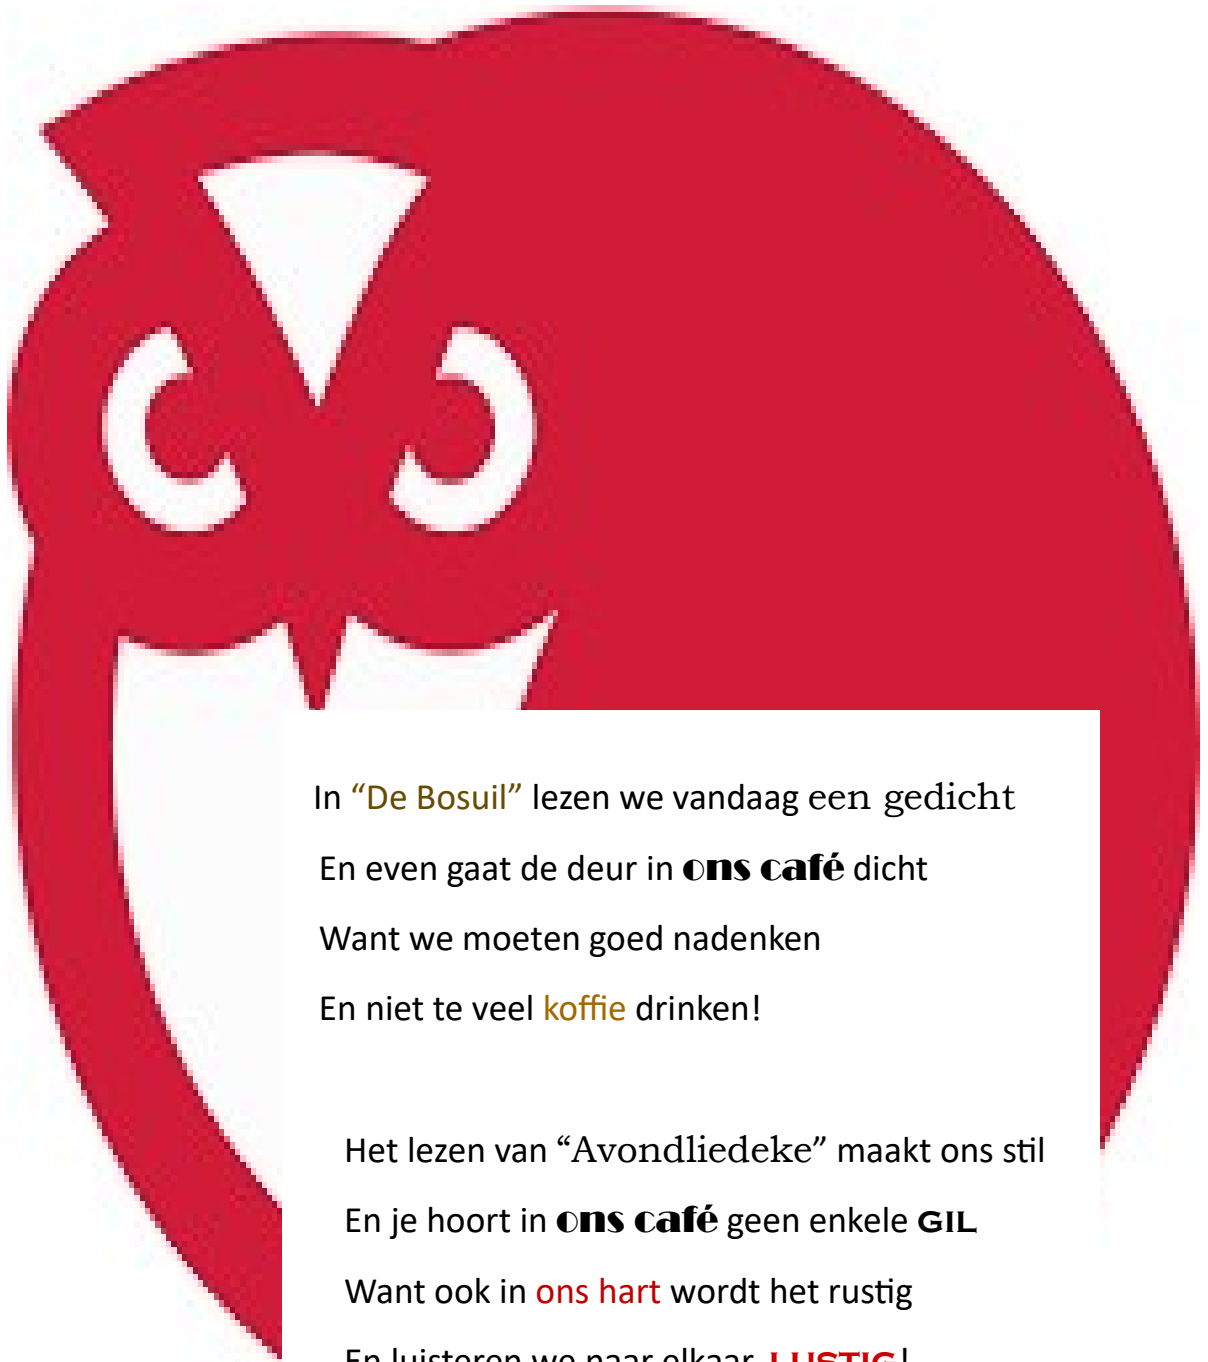 In “De Bosuil” lezen we vandaag een gedicht
En even gaat de deur in ons café dicht
Want we moeten goed nadenken
En niet te veel koffie drinken!
Het lezen van “Avondliedeke” maakt ons stil
En je hoort in ons café geen enkele GIL
Want ook in ons hart wordt het rustig
En luisteren we naar elkaar LUSTIG!